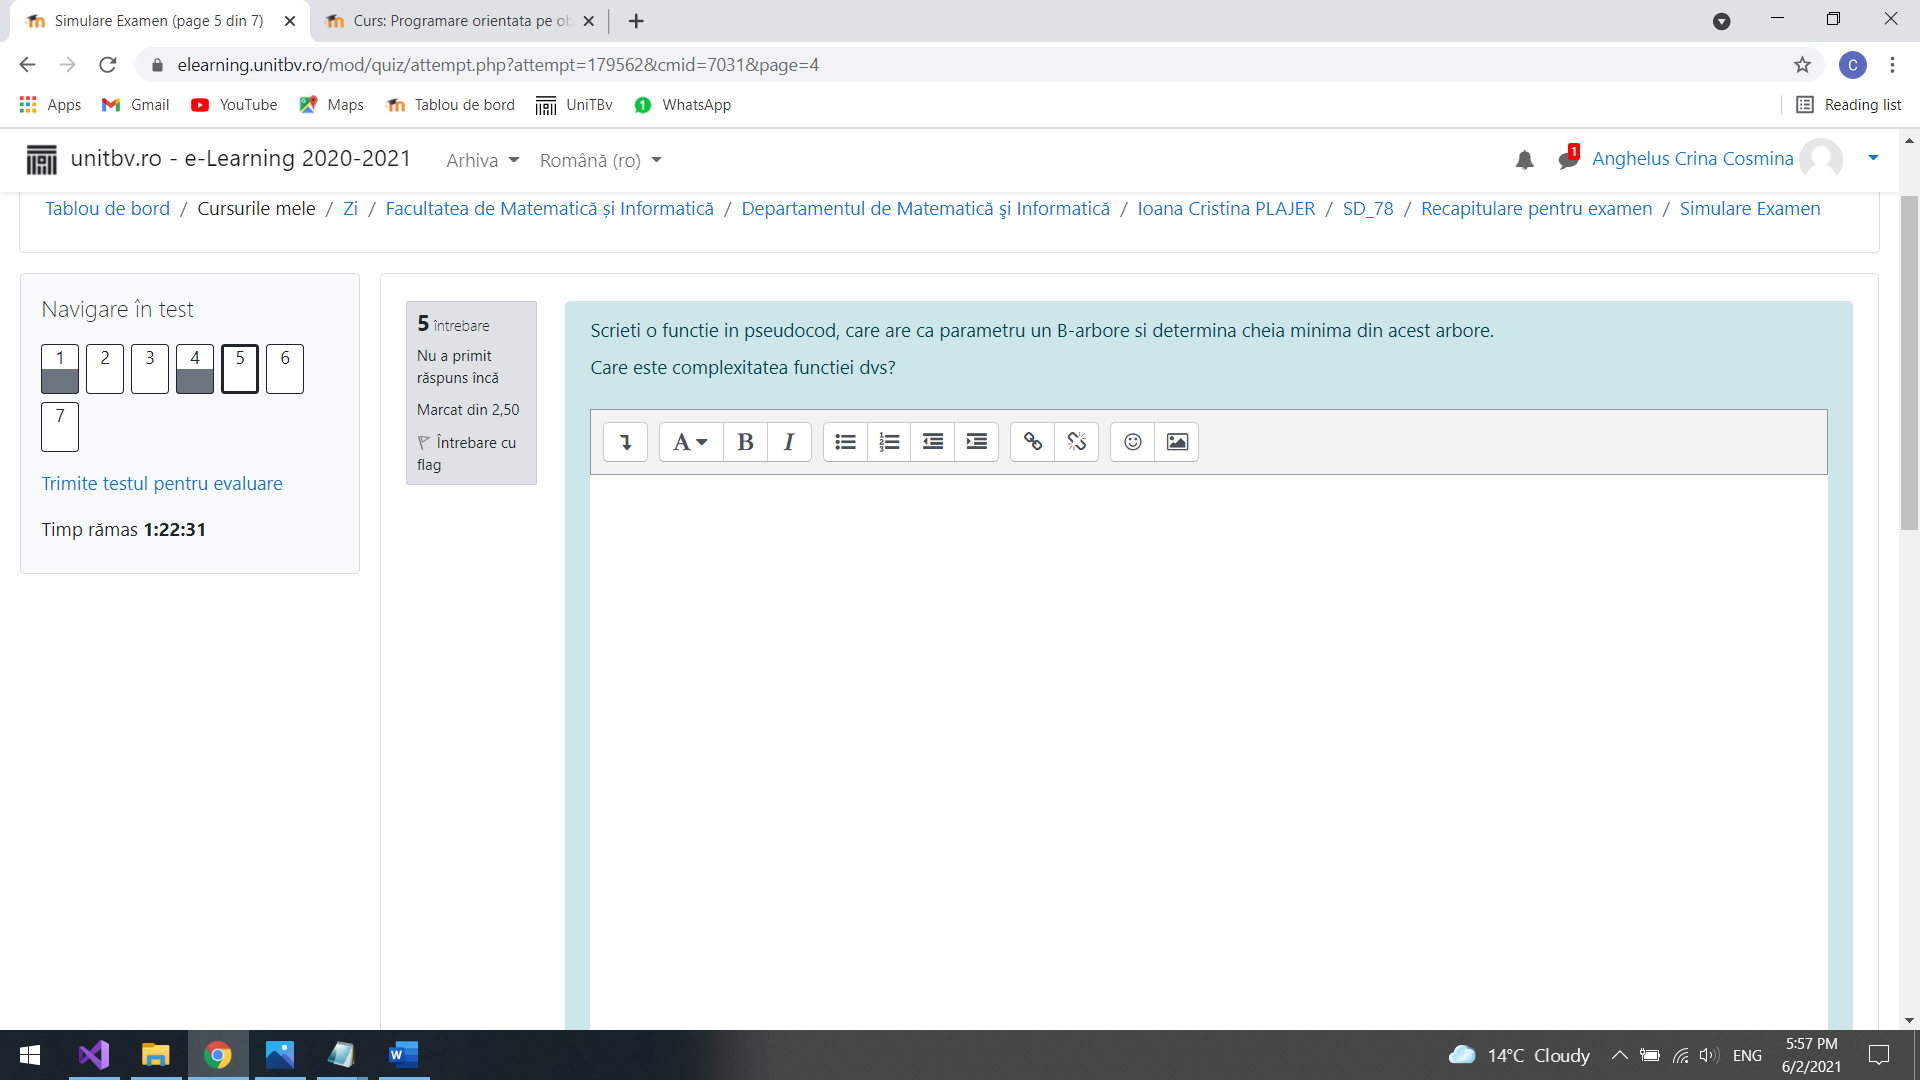 Simulare Examen (page 5 din 7)
Curs: Programare orientata pe ob
elearning.unitbv.ro/mod/quiz/attempt.php?attempt=179562&cmid=7031&page=4
C
Apps
Gmail
YouTube
Maps
Tablou de bord
UniTBv
1
WhatsApp
Reading list
unitbv.ro - e-Learning 2020-2021
Arhiva
Română (ro)
1
Anghelus Crina Cosmina
Tablou de bord / Cursurile mele / Zi / Facultatea de Matematică și Informatică / Departamentul de Matematică şi Informatică / Ioana Cristina PLAJER / SD_78 / Recapitulare pentru examen / Simulare Examen
Navigare în test
1 2 3 4 5 6
7
Trimite testul pentru evaluare
Timp rămas 1:22:31
5 întrebare
Nu a primit
răspuns încă
Marcat din 2,50
Întrebare cu
flag
Scrieti o functie in pseudocod, care are ca parametru un B-arbore si determina cheia minima din acest arbore.
Care este complexitatea functiei dvs?
A B I
14°C Cloudy
ENG
5:57 PM
6/2/2021